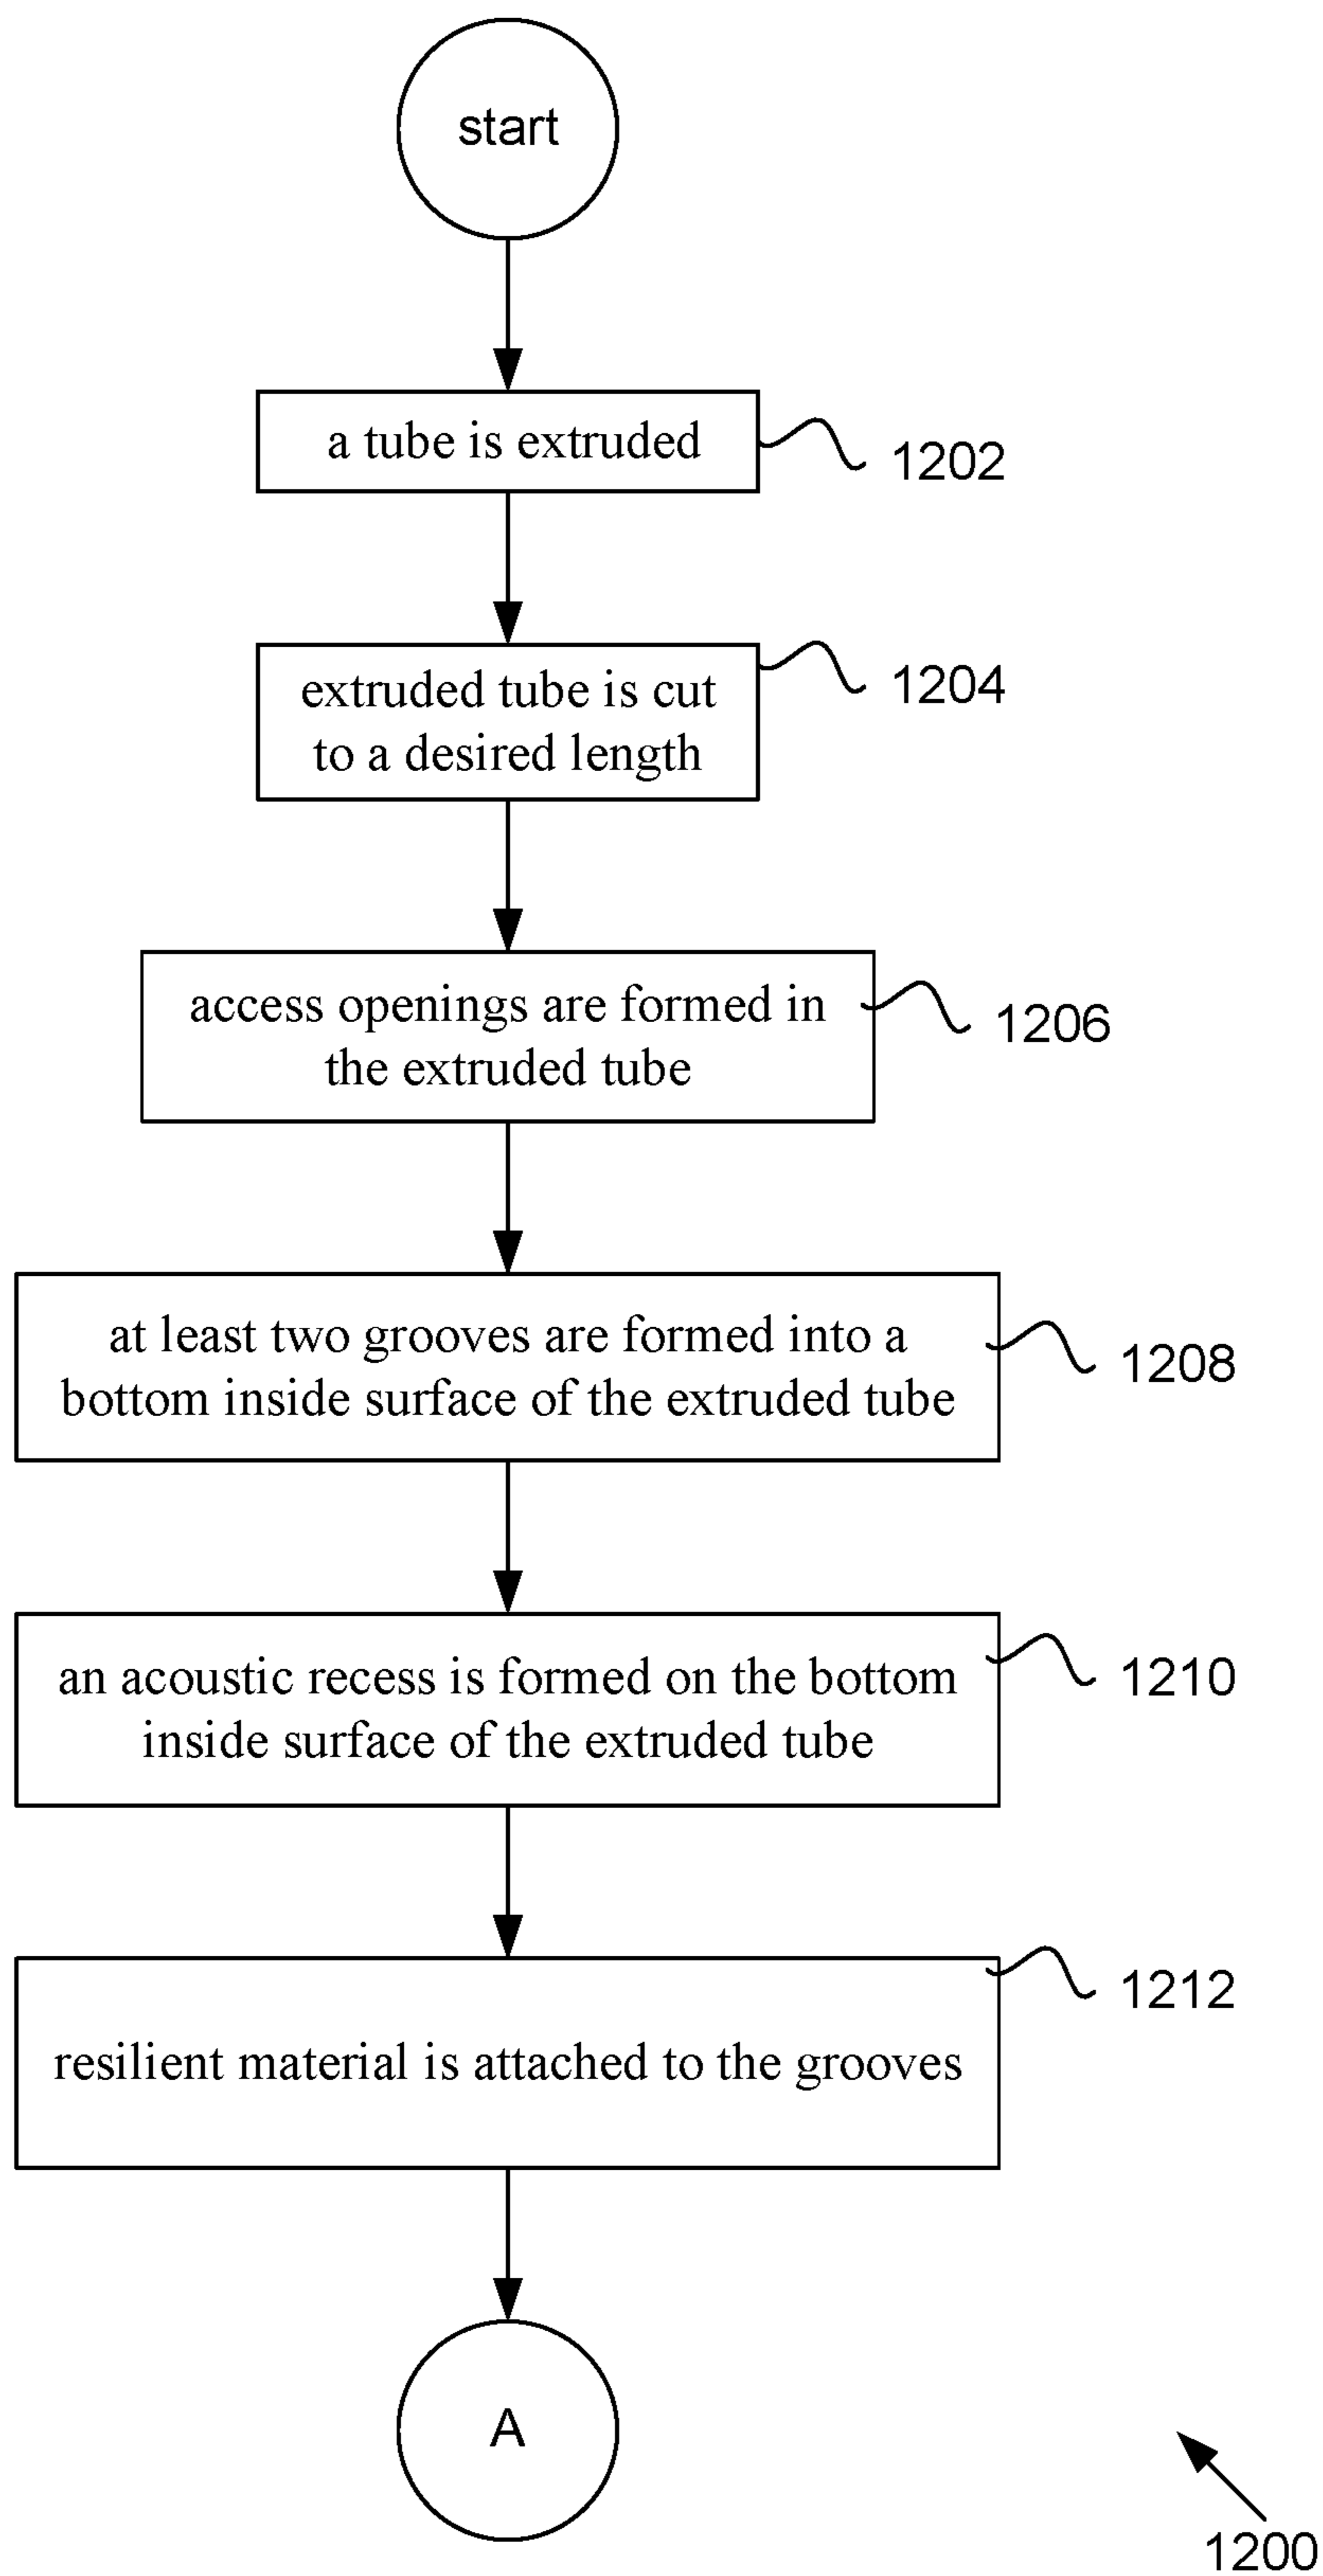 start
a tube is extruded
1202
extruded tube is cut
to a desired length
1204
access openings are formed in
the extruded tube
1206
at least two grooves are formed into a
bottom inside surface of the extruded tube
1208
an acoustic recess is formed on the bottom
inside surface of the extruded tube
1210
resilient material is attached to the grooves
1212
A
1200